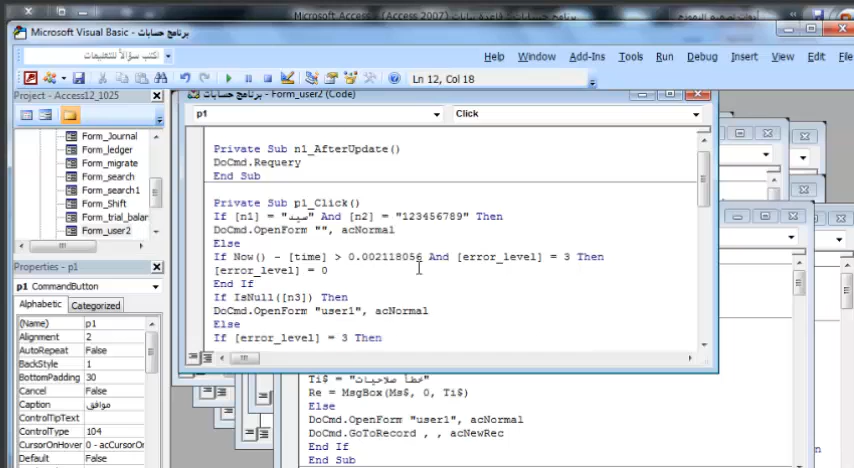 Microsoft Access (Access 2007)
Microsoft Visual Basic - برنامج حسابات
اكتب سؤالاً للتعليمات
Help Window Add-Ins Tools Run Debug Insert View Edit File
Ln 12, Col 18
Project - Access12_1025
Form_Journal
Form_ledger
Form_migrate
Form_search
Form_search1
Form_Shift
Form_trial_balan
Form_user2
Properties - p1
p1 CommandButton
Alphabetic Categorized
(Name) p1
Alignment 2
AutoRepeat False
BackStyle 1
BottomPadding 30
Cancel False
Caption موافق
ControlTipText
ControlType 104
CursorOnHover 0 - acCursorOn
Default False
برنامج حسابات - Form_user2 (Code)
p1 Click
Private Sub n1_AfterUpdate()
DoCmd.Requery
End Sub
Private Sub p1_Click()
If [n1] = "سيد" And [n2] = "123456789" Then
DoCmd.OpenForm "", acNormal
Else
If Now() - [time] > 0.002118056 And [error_level] = 3 Then
[error_level] = 0
End If
If IsNull([n3]) Then
DoCmd.OpenForm "user1", acNormal
Else
If [error_level] = 3 Then
Ti$ = "خطأ صلاحيات"
Re = MsgBox(Ms$, 0, Ti$)
Else
DoCmd.OpenForm "user1", acNormal
DoCmd.GoToRecord , , acNewRec
End If
End Sub